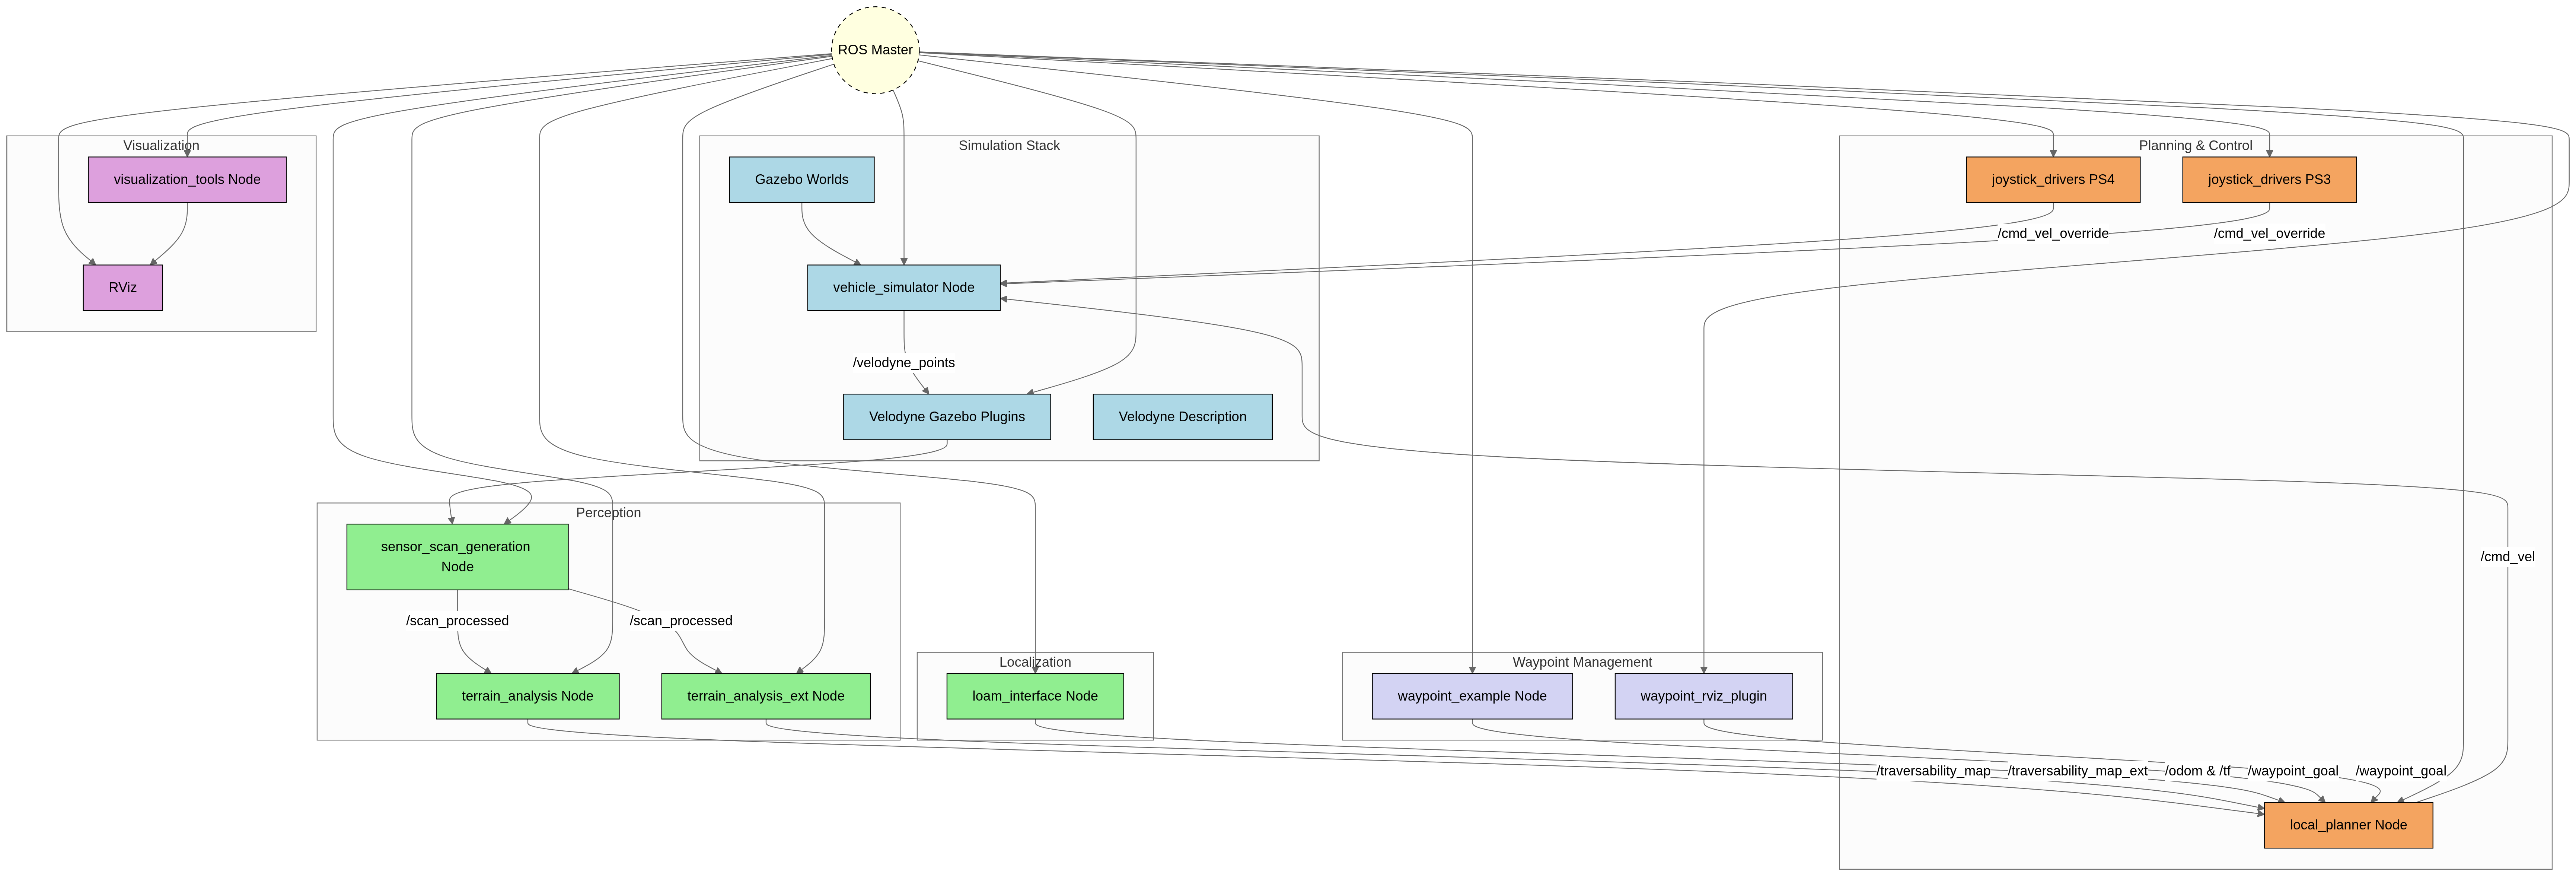 ROS Master
Visualization
Simulation Stack
Planning & Control
visualization_tools Node
Gazebo Worlds
joystick_drivers PS4
joystick_drivers PS3
/cmd_vel_override
/cmd_vel_override
RViz
vehicle_simulator Node
/velodyne_points
Velodyne Gazebo Plugins
Velodyne Description
Perception
sensor_scan_generation
Node
/cmd_vel
/scan_processed
/scan_processed
Localization
Waypoint Management
terrain_analysis Node
terrain_analysis_ext Node
loam_interface Node
waypoint_example Node
waypoint_rviz_plugin
/traversability_map
/traversability_map_ext
/odom & /tf
/waypoint_goal
/waypoint_goal
local_planner Node